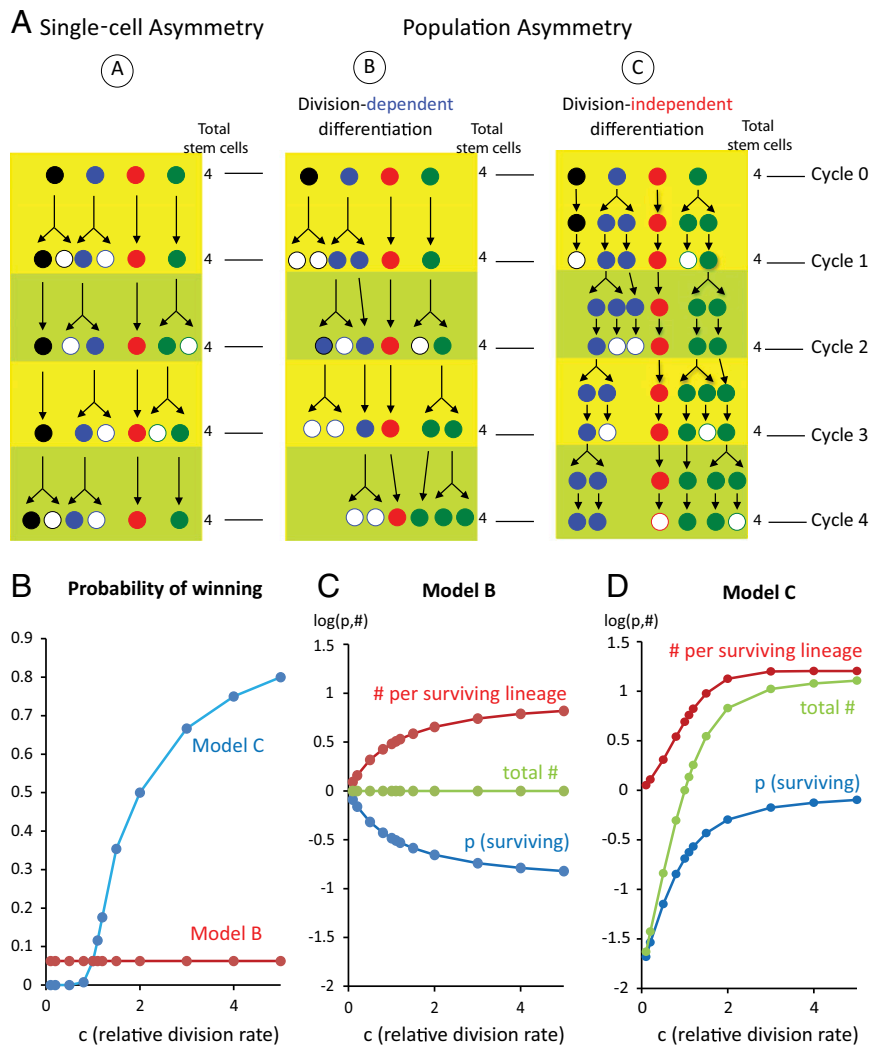 A
Single-cell Asymmetry
Population Asymmetry
A
B
C
Division-dependent
differentiation
Division-independent
differentiation
Total
stem cells
Total
stem cells
Total
stem cells
4
4
4
Cycle 0
4
4
4
Cycle 1
4
4
4
Cycle 2
4
4
4
Cycle 3
4
4
4
Cycle 4
B
Probability of winning
0.9
0.8
0.7
0.6
0.5
0.4
0.3
0.2
0.1
0
Model C
Model B
0
2
4
c (relative division rate)
C
Model B
log(p,#)
1.5
1
0.5
0
-0.5
-1
-1.5
-2
# per surviving lineage
total #
p (surviving)
0
2
4
c (relative division rate)
D
Model C
log(p,#)
1.5
1
0.5
0
-0.5
-1
-1.5
-2
# per surviving lineage
total #
p (surviving)
0
2
4
c (relative division rate)